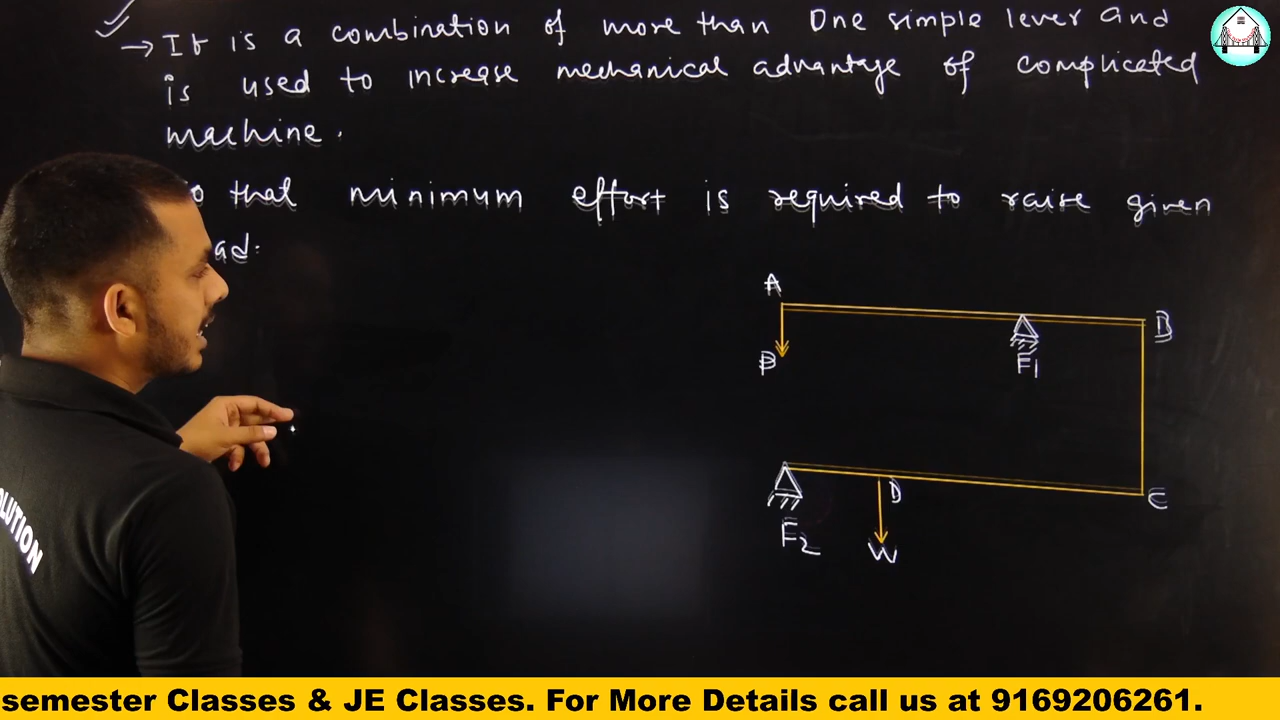 → It is a combination of more than one simple lever and
is used to increase mechanical advantage of complicated
machine.
that minimum effort is required to raise given
A
B
P
F1
D
F2
W
C
OLUTION
semester Classes & JE Classes. For More Details call us at 9169206261.